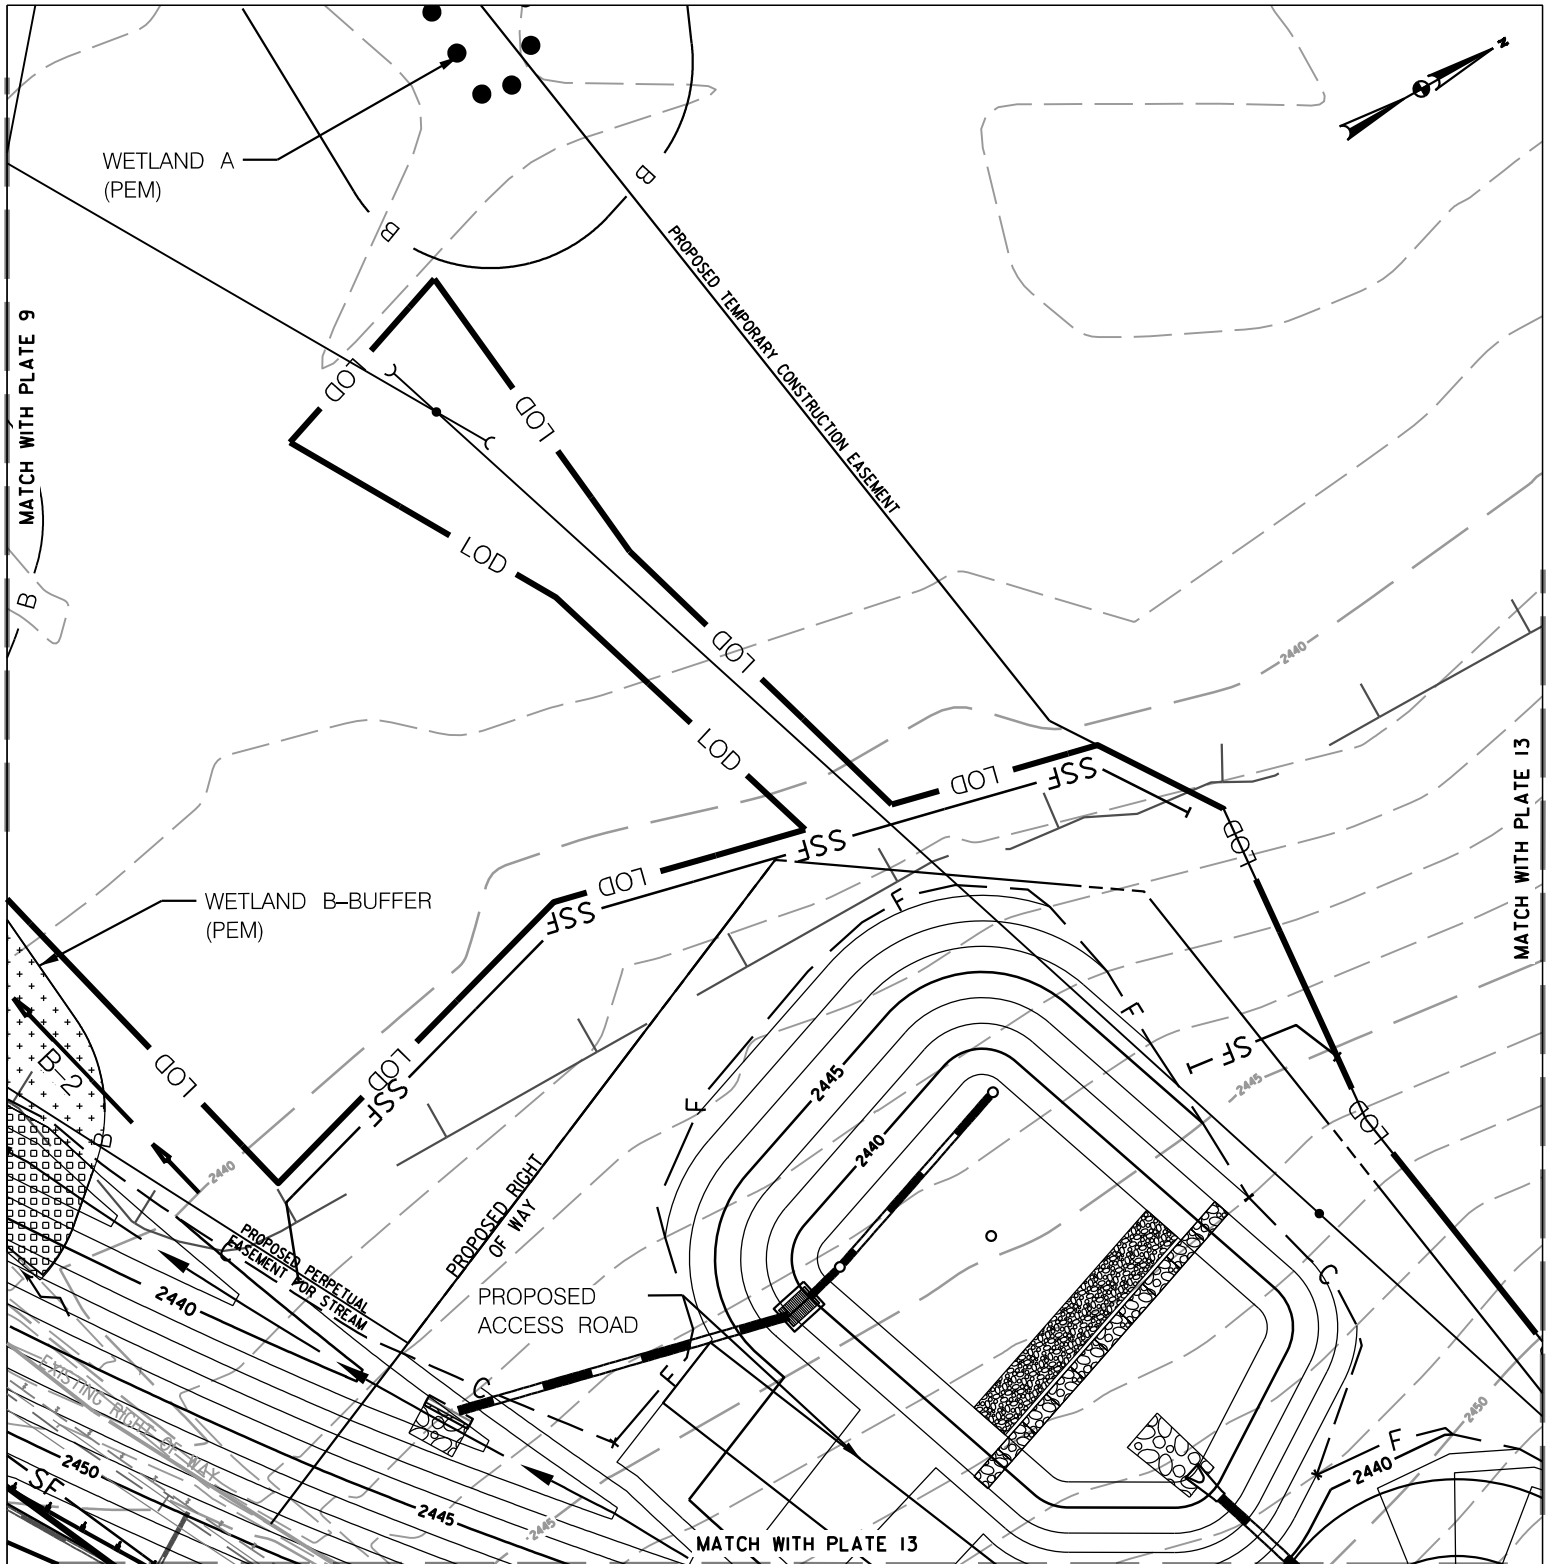 N
WETLAND A
(PEM)
B
B
PROPOSED TEMPORARY CONSTRUCTION EASEMENT
MATCH WITH PLATE 9
LOD
LOD
LOD
B
LOD
2440
LOD
LOD
SSF
MATCH WITH PLATE 13
LOD
SSF
LOD
SSF
WETLAND B-BUFFER
(PEM)
F
F
SF
LOD
B-2
LOD
SSF
2445
2445
F
LOD
B
2440
2440
PROPOSED RIGHT
OF WAY
PROPOSED PERPETUAL
EASEMENT FOR STREAM
C
C
2440
PROPOSED
ACCESS ROAD
EXISTING RIGHT OF WAY
C
F
2450
F
2440
2450
SF
2445
2445
MATCH WITH PLATE 13